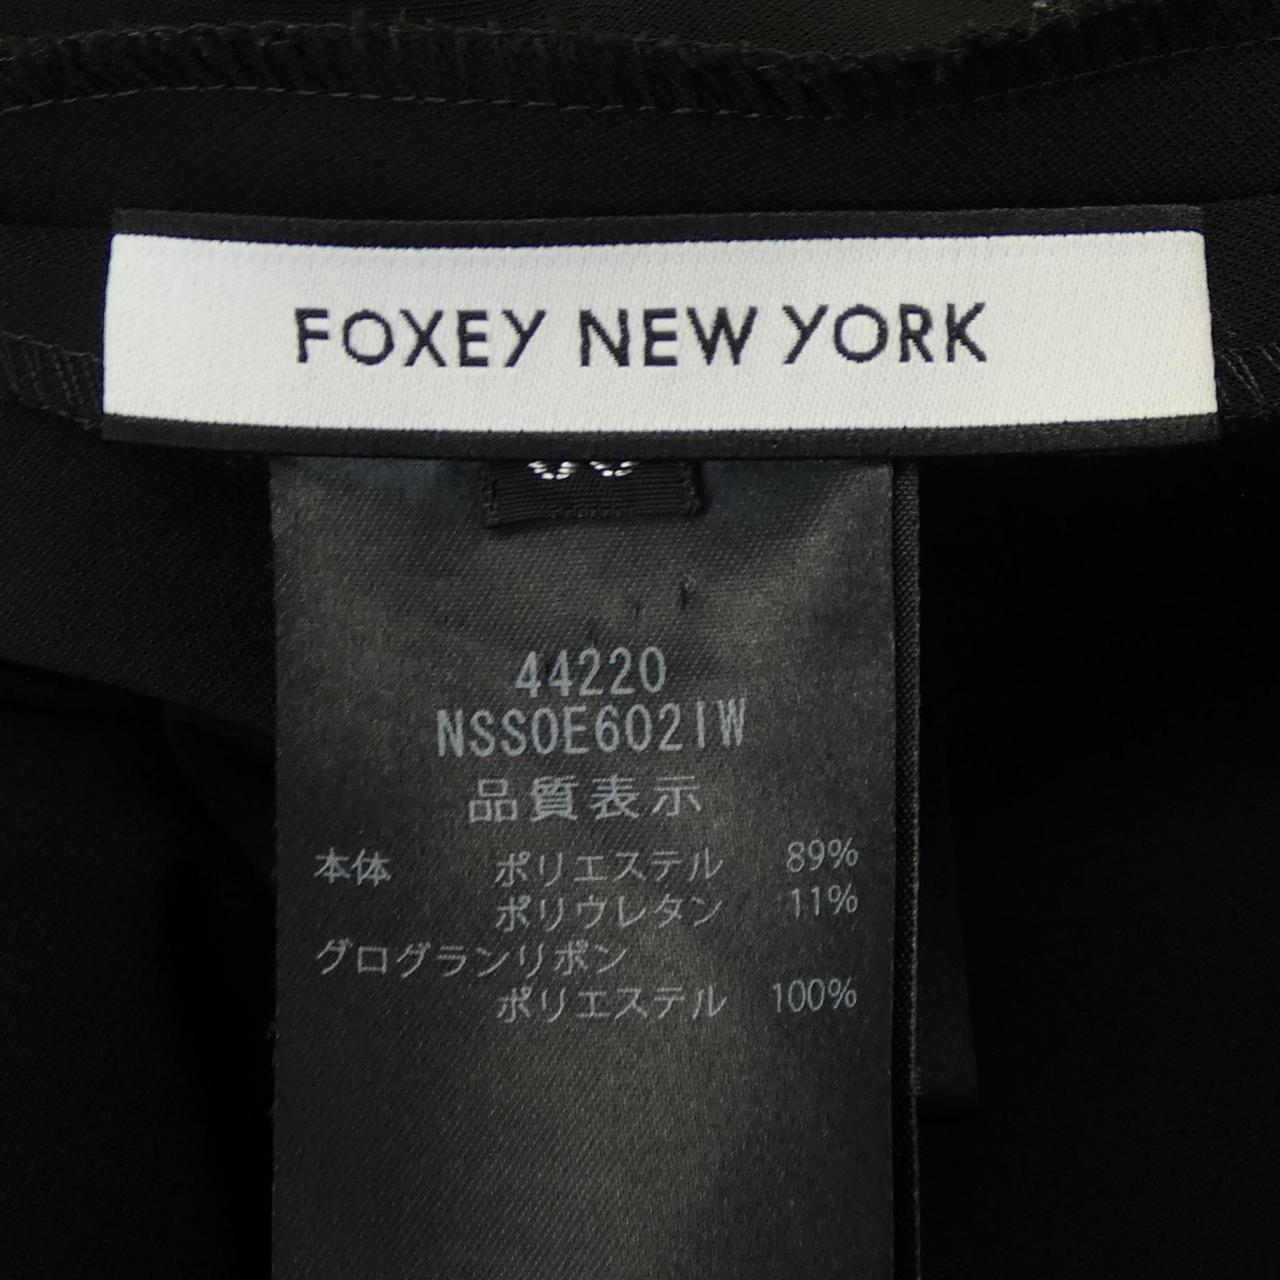 FOXEY NEW YORK
44220
NSSOE602IW
品質表示
本体 ポリエステル 89%
ポリウレタン 11%
グログランリボン
ポリエステル 100%